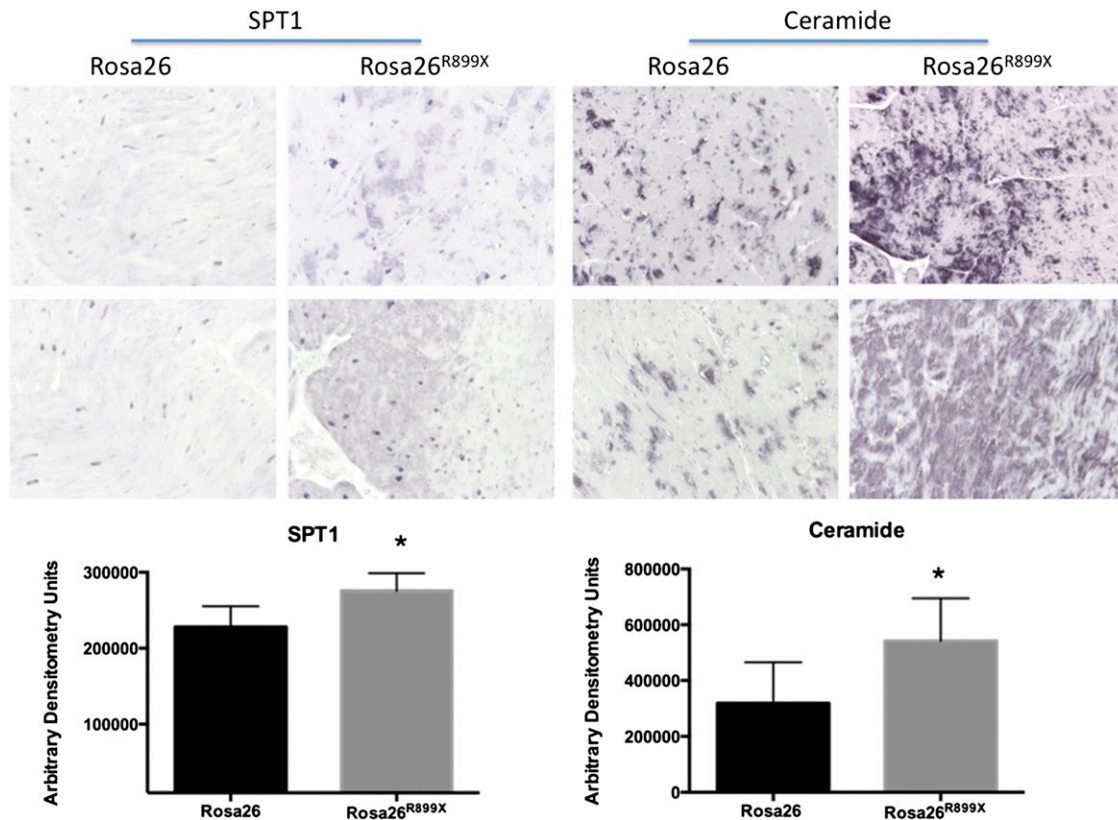 SPT1
Ceramide
Rosa26
Rosa26R899X
Rosa26
Rosa26R899X
SPT1
*
Arbitrary Densitometry Units
300000
200000
100000
Rosa26
Rosa26R899X
Ceramide
*
Arbitrary Densitometry Units
800000
600000
400000
200000
0
Rosa26
Rosa26R899X